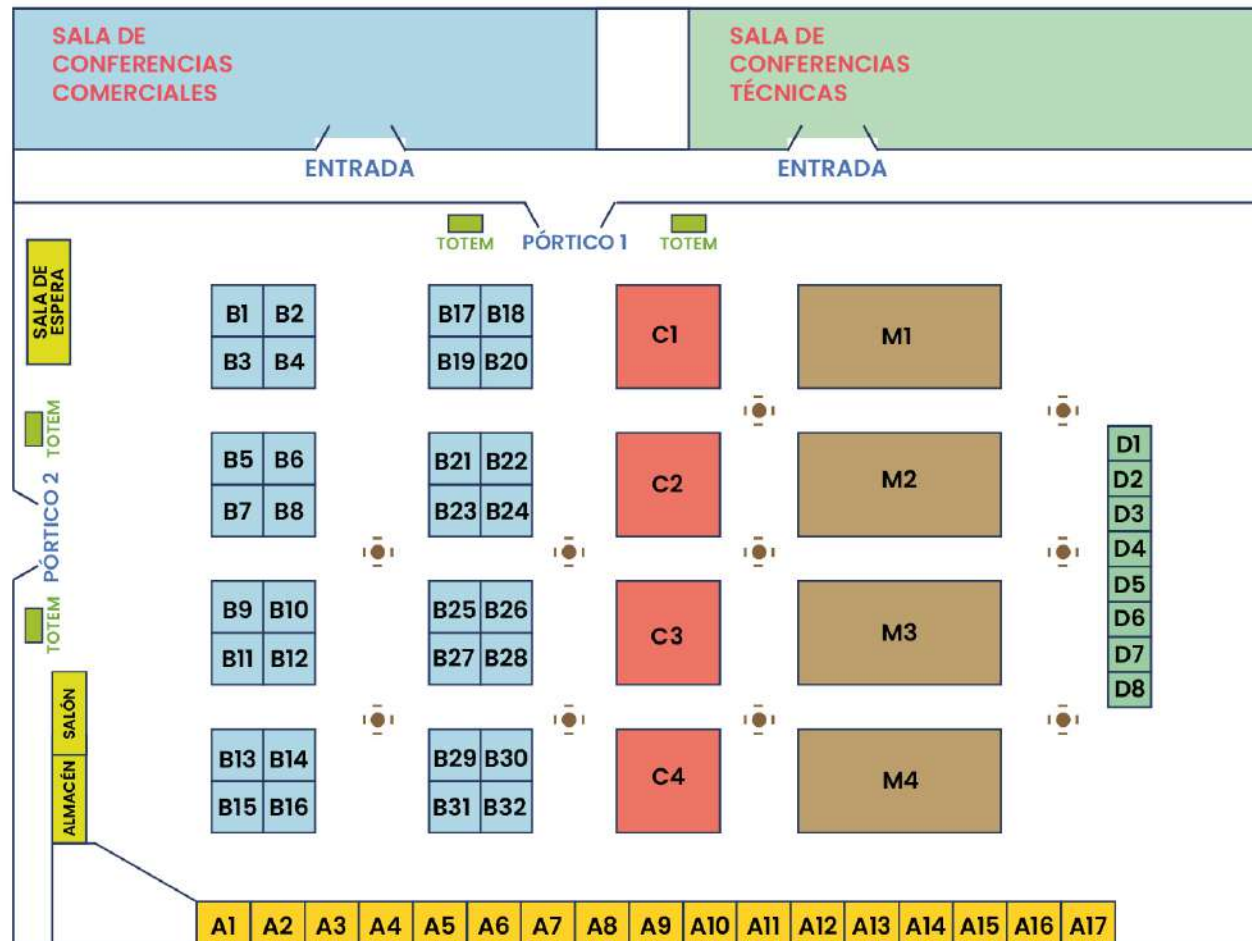 SALA DE
CONFERENCIAS
COMERCIALES
SALA DE
CONFERENCIAS
TÉCNICAS
ENTRADA
ENTRADA
TOTEM
PÓRTICO 1
TOTEM
SALA DE
ESPERA
TOTEM
PÓRTICO 2
TOTEM
SALÓN
ALMACÉN
B1 B2
B3 B4
B17 B18
B19 B20
C1
M1
B5 B6
B7 B8
B21 B22
B23 B24
C2
M2
B9 B10
B11 B12
B25 B26
B27 B28
C3
M3
B13 B14
B15 B16
B29 B30
B31 B32
C4
M4
D1
D2
D3
D4
D5
D6
D7
D8
A1 A2 A3 A4 A5 A6 A7 A8 A9 A10 A11 A12 A13 A14 A15 A16 A17